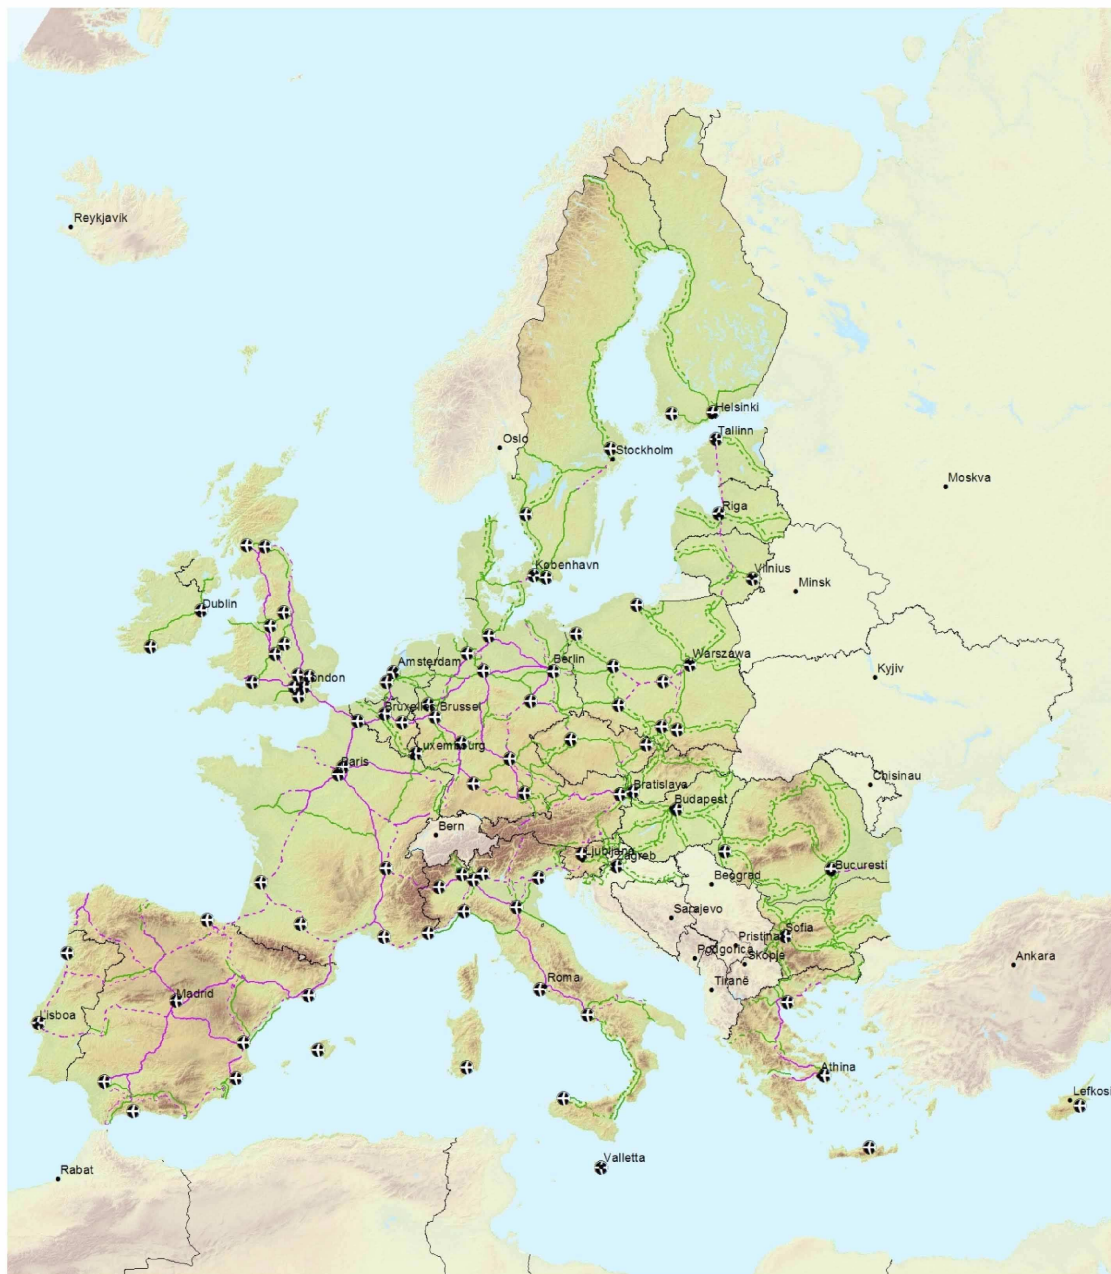 Reykjavík
Helsinki
Tallinn
Oslo
Stockholm
Moskva
Riga
København
Vilnius
Minsk
Dublin
Amsterdam
Berlin
Warszawa
London
Kyjiv
Bruxelles/Brussel
Luxembourg
Paris
Chisinau
Bratislava
Budapest
Bern
Ljubljana
Zagreb
Bucuresti
Beograd
Sarajevo
Sofia
Pristina
Podgorica
Skopje
Ankara
Tiranë
Roma
Madrid
Lisboa
Athina
Lefkosi
Valletta
Rabat